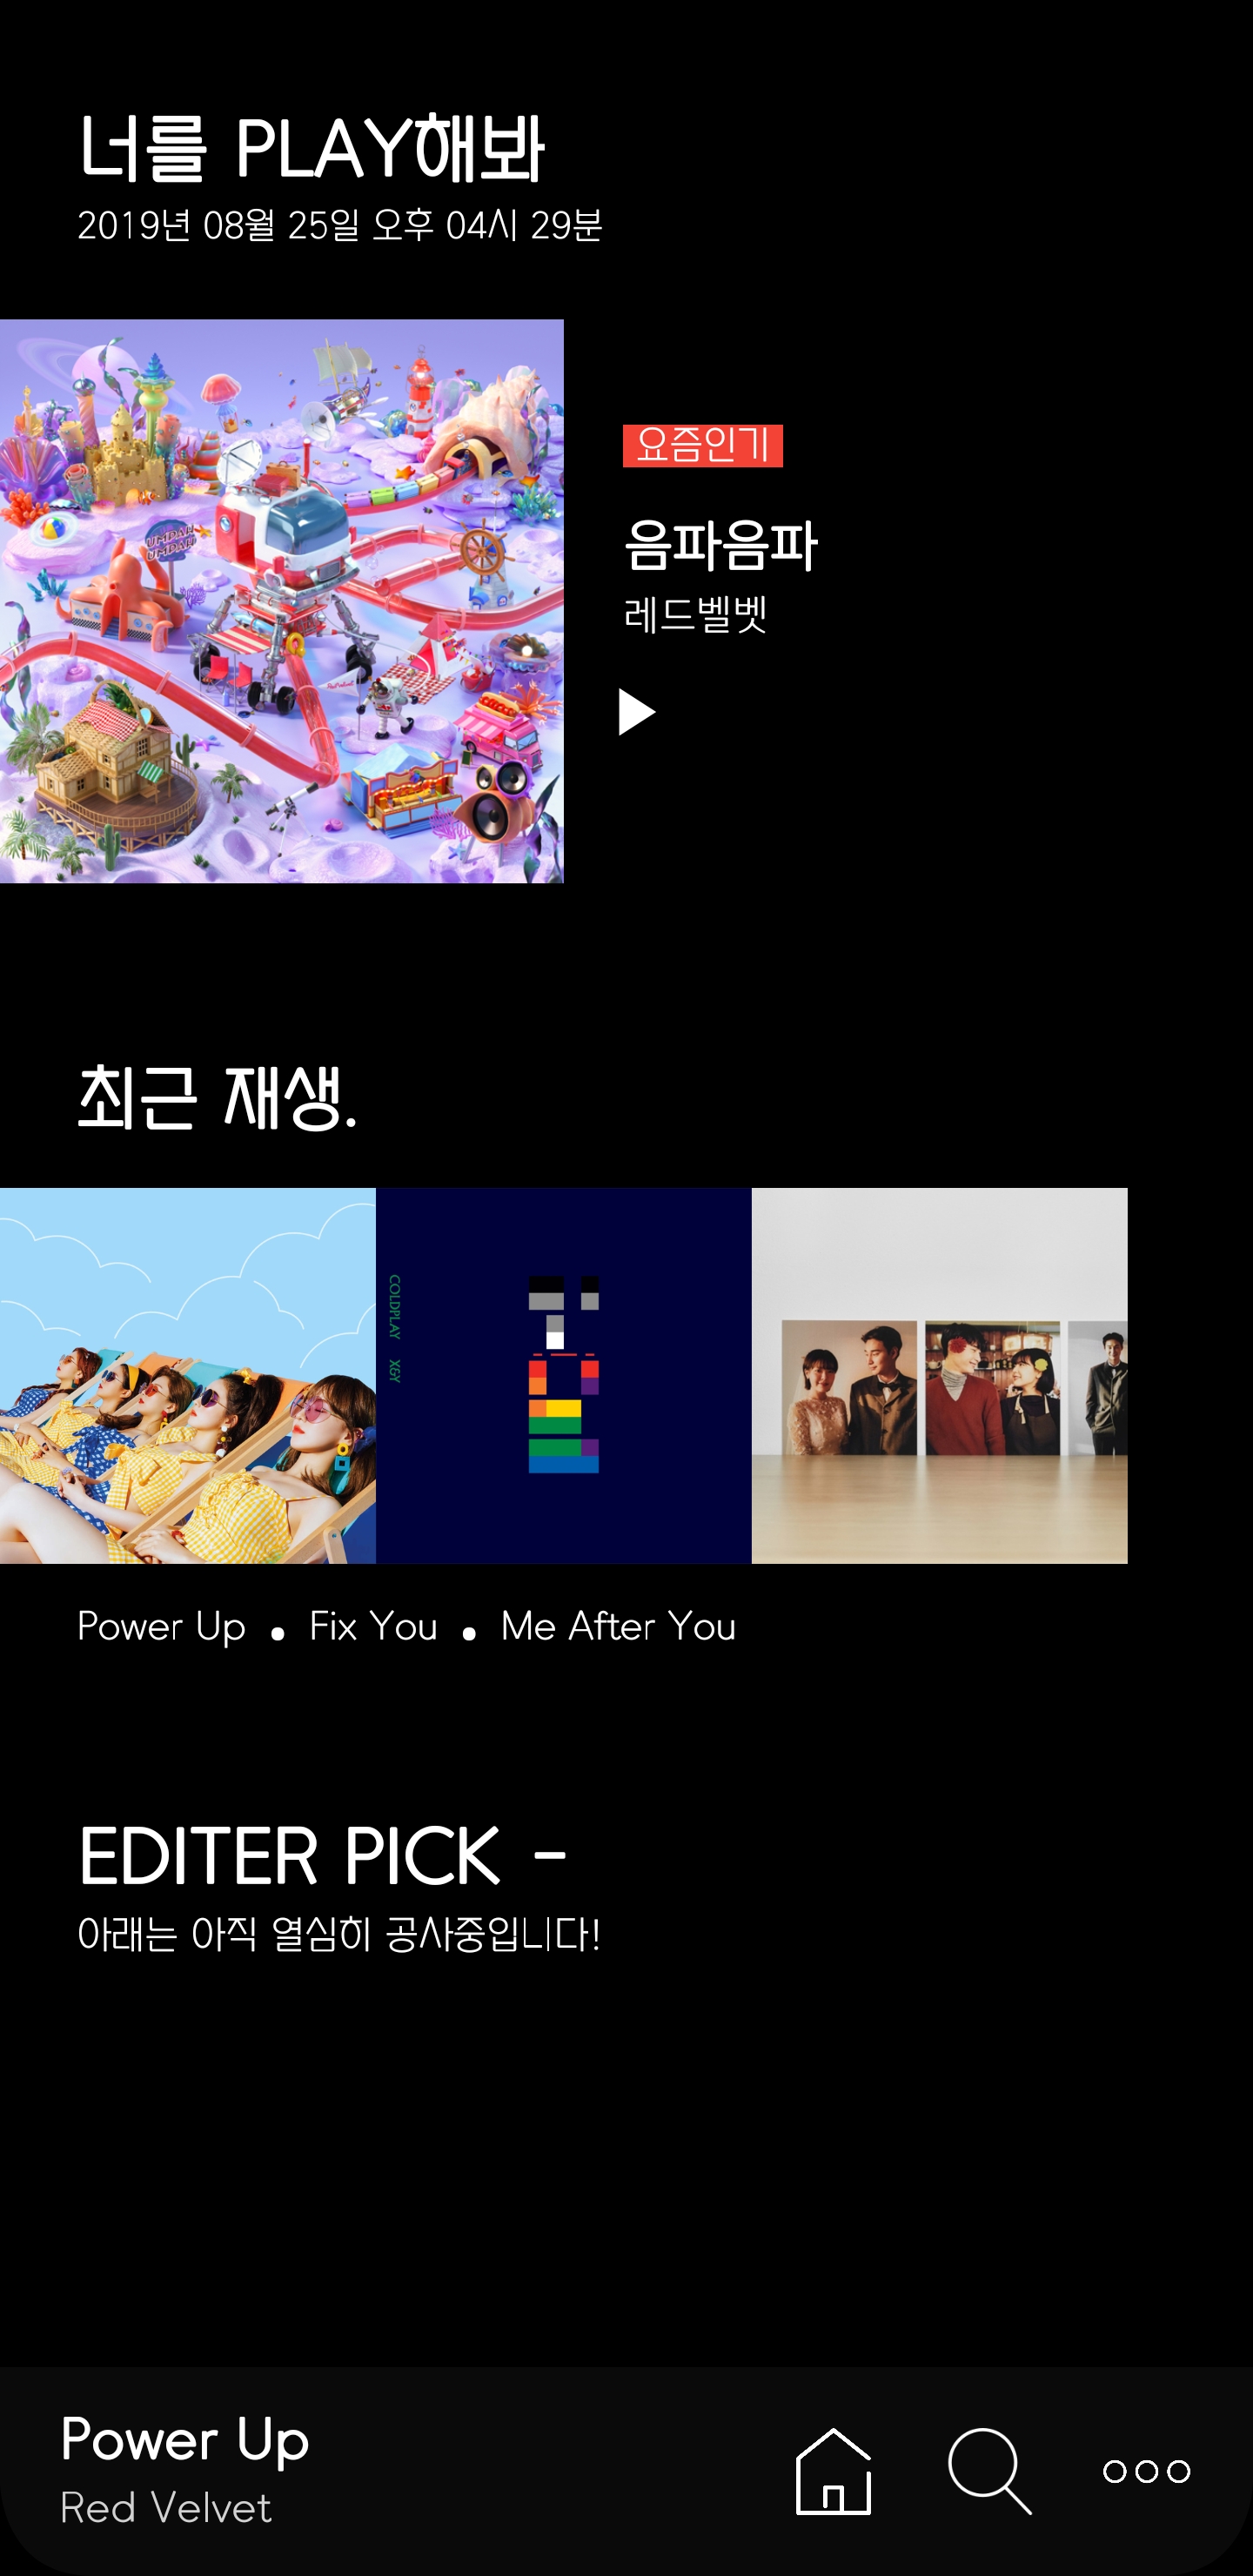 너를 PLAY해봐
2019년 08월 25일 오후 04시 29분
UMPAH
UMPAH
요즘인기
음파음파
레드벨벳
최근 재생.
COLDPLAY X&Y
Power Up • Fix You • Me After You
EDITER PICK -
아래는 아직 열심히 공사중입니다!
Power Up
Red Velvet